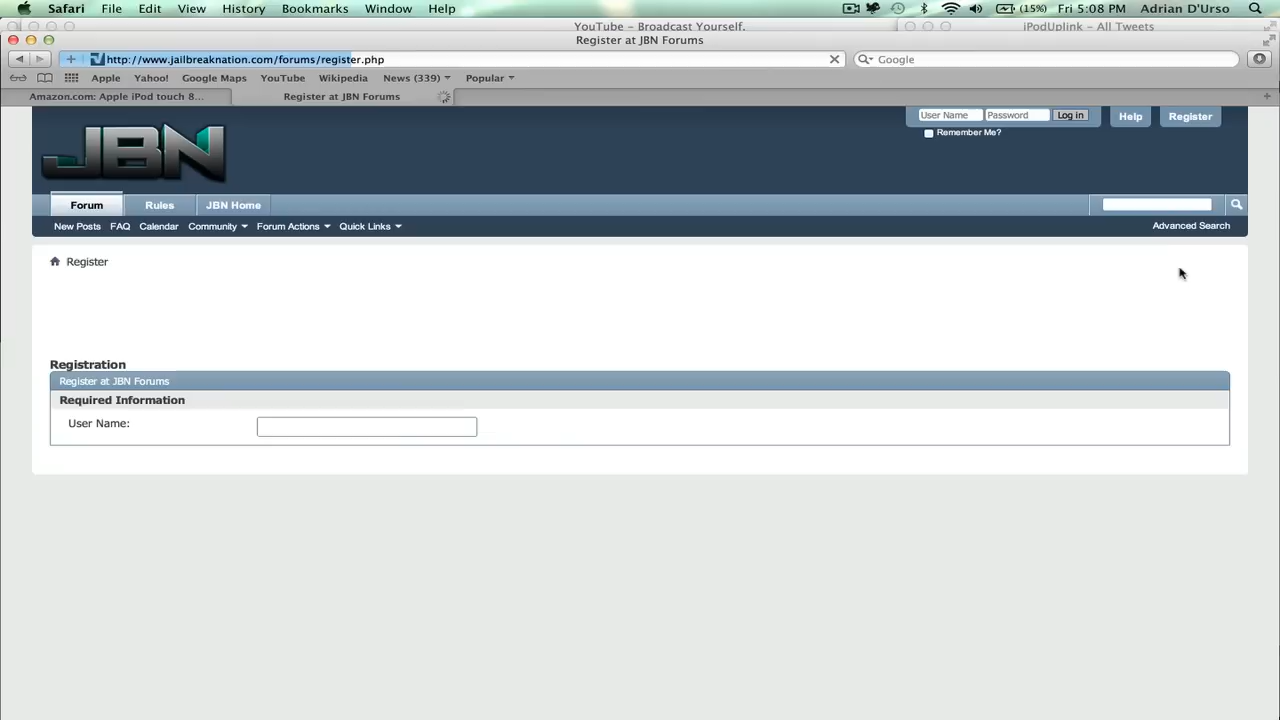 Safari File Edit View History Bookmarks Window Help (15%) Fri 5:08 PM Adrian D'Urso
YouTube – Broadcast Yourself. iPodUplink – All Tweets
Register at JBN Forums
http://www.jailbreaknation.com/forums/register.php Google
Apple Yahoo! Google Maps YouTube Wikipedia News (339) Popular
Amazon.com: Apple iPod touch 8... Register at JBN Forums
User Name Password Log in Help Register
Remember Me?
JBN
Forum Rules JBN Home
New Posts FAQ Calendar Community Forum Actions Quick Links Advanced Search
Register
Registration
Register at JBN Forums
Required Information
User Name: